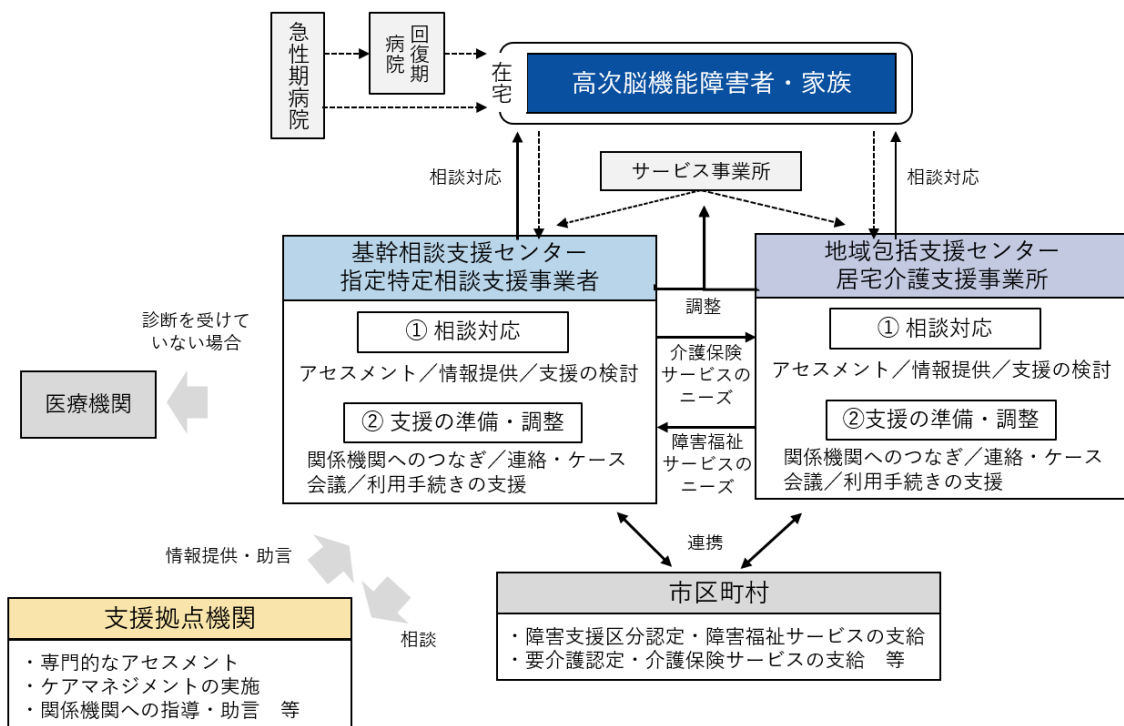 急性期病院
回復期
病院
在宅
高次脳機能障害者・家族
相談対応
サービス事業所
相談対応
基幹相談支援センター
指定特定相談支援事業者
① 相談対応
アセスメント／情報提供／支援の検討
② 支援の準備・調整
関係機関へのつなぎ／連絡・ケース
会議／利用手続きの支援
調整
介護保険
サービスの
ニーズ
障害福祉
サービスの
ニーズ
地域包括支援センター
居宅介護支援事業所
① 相談対応
アセスメント／情報提供／支援の検討
②支援の準備・調整
関係機関へのつなぎ／連絡・ケース
会議／利用手続きの支援
診断を受けて
いない場合
医療機関
情報提供・助言
相談
連携
支援拠点機関
・専門的なアセスメント
・ケアマネジメントの実施
・関係機関への指導・助言　等
市区町村
・障害支援区分認定・障害福祉サービスの支給
・要介護認定・介護保険サービスの支給　等